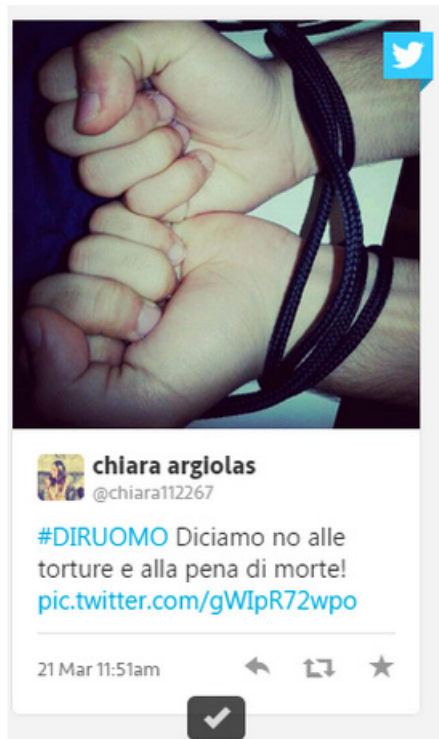 chiara argiolas
@chiara112267
#DIRUOMO Diciamo no alle
torture e alla pena di morte!
pic.twitter.com/gWIpR72wpo
21 Mar 11:51am